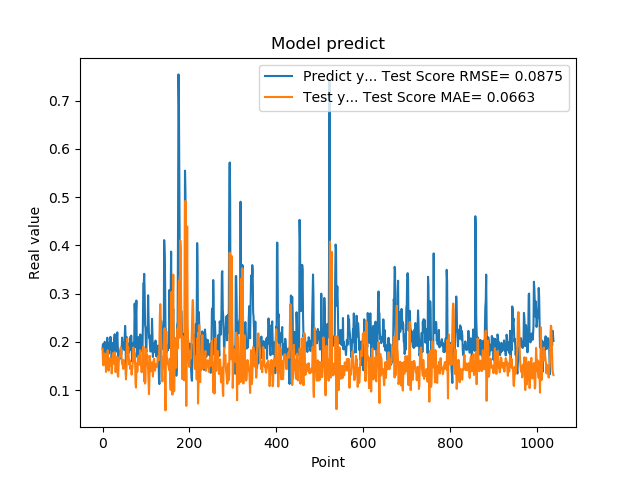 Model predict
Predict y... Test Score RMSE= 0.0875
Test y... Test Score MAE= 0.0663
Real value
0.7
0.6
0.5
0.4
0.3
0.2
0.1
0 200 400 600 800 1000
Point